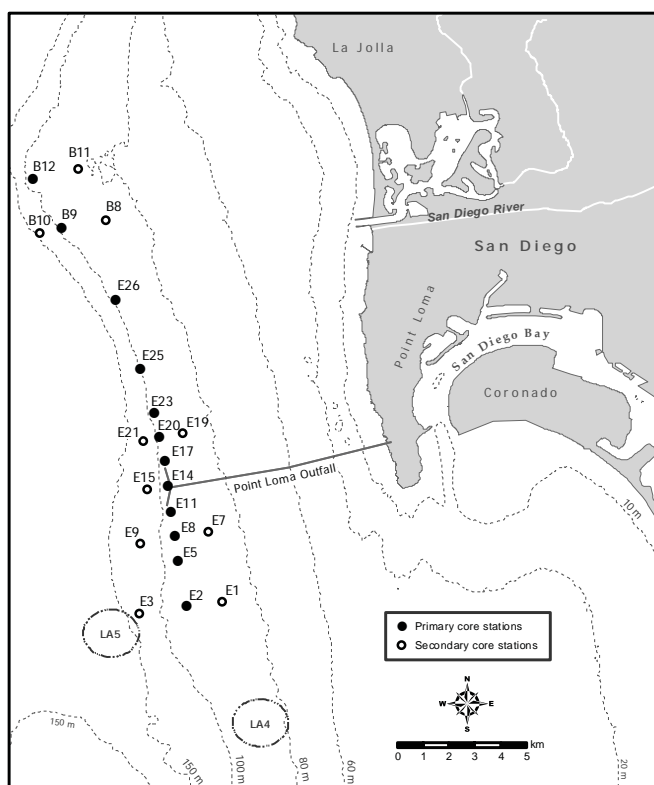 La Jolla
B11
B12
B10
B9
B8
San Diego River
San Diego
E26
Point Loma
San Diego Bay
E25
Coronado
E23
E19
E21
E20
E17
E15
E14
Point Loma Outfall
E11
10 m
E9
E8
E7
E5
E3
E2
E1
LA5
Primary core stations
Secondary core stations
LA4
N
W
E
S
150 m
150 m
100 m
80 m
60 m
20 m
0 1 2 3 4 5
km